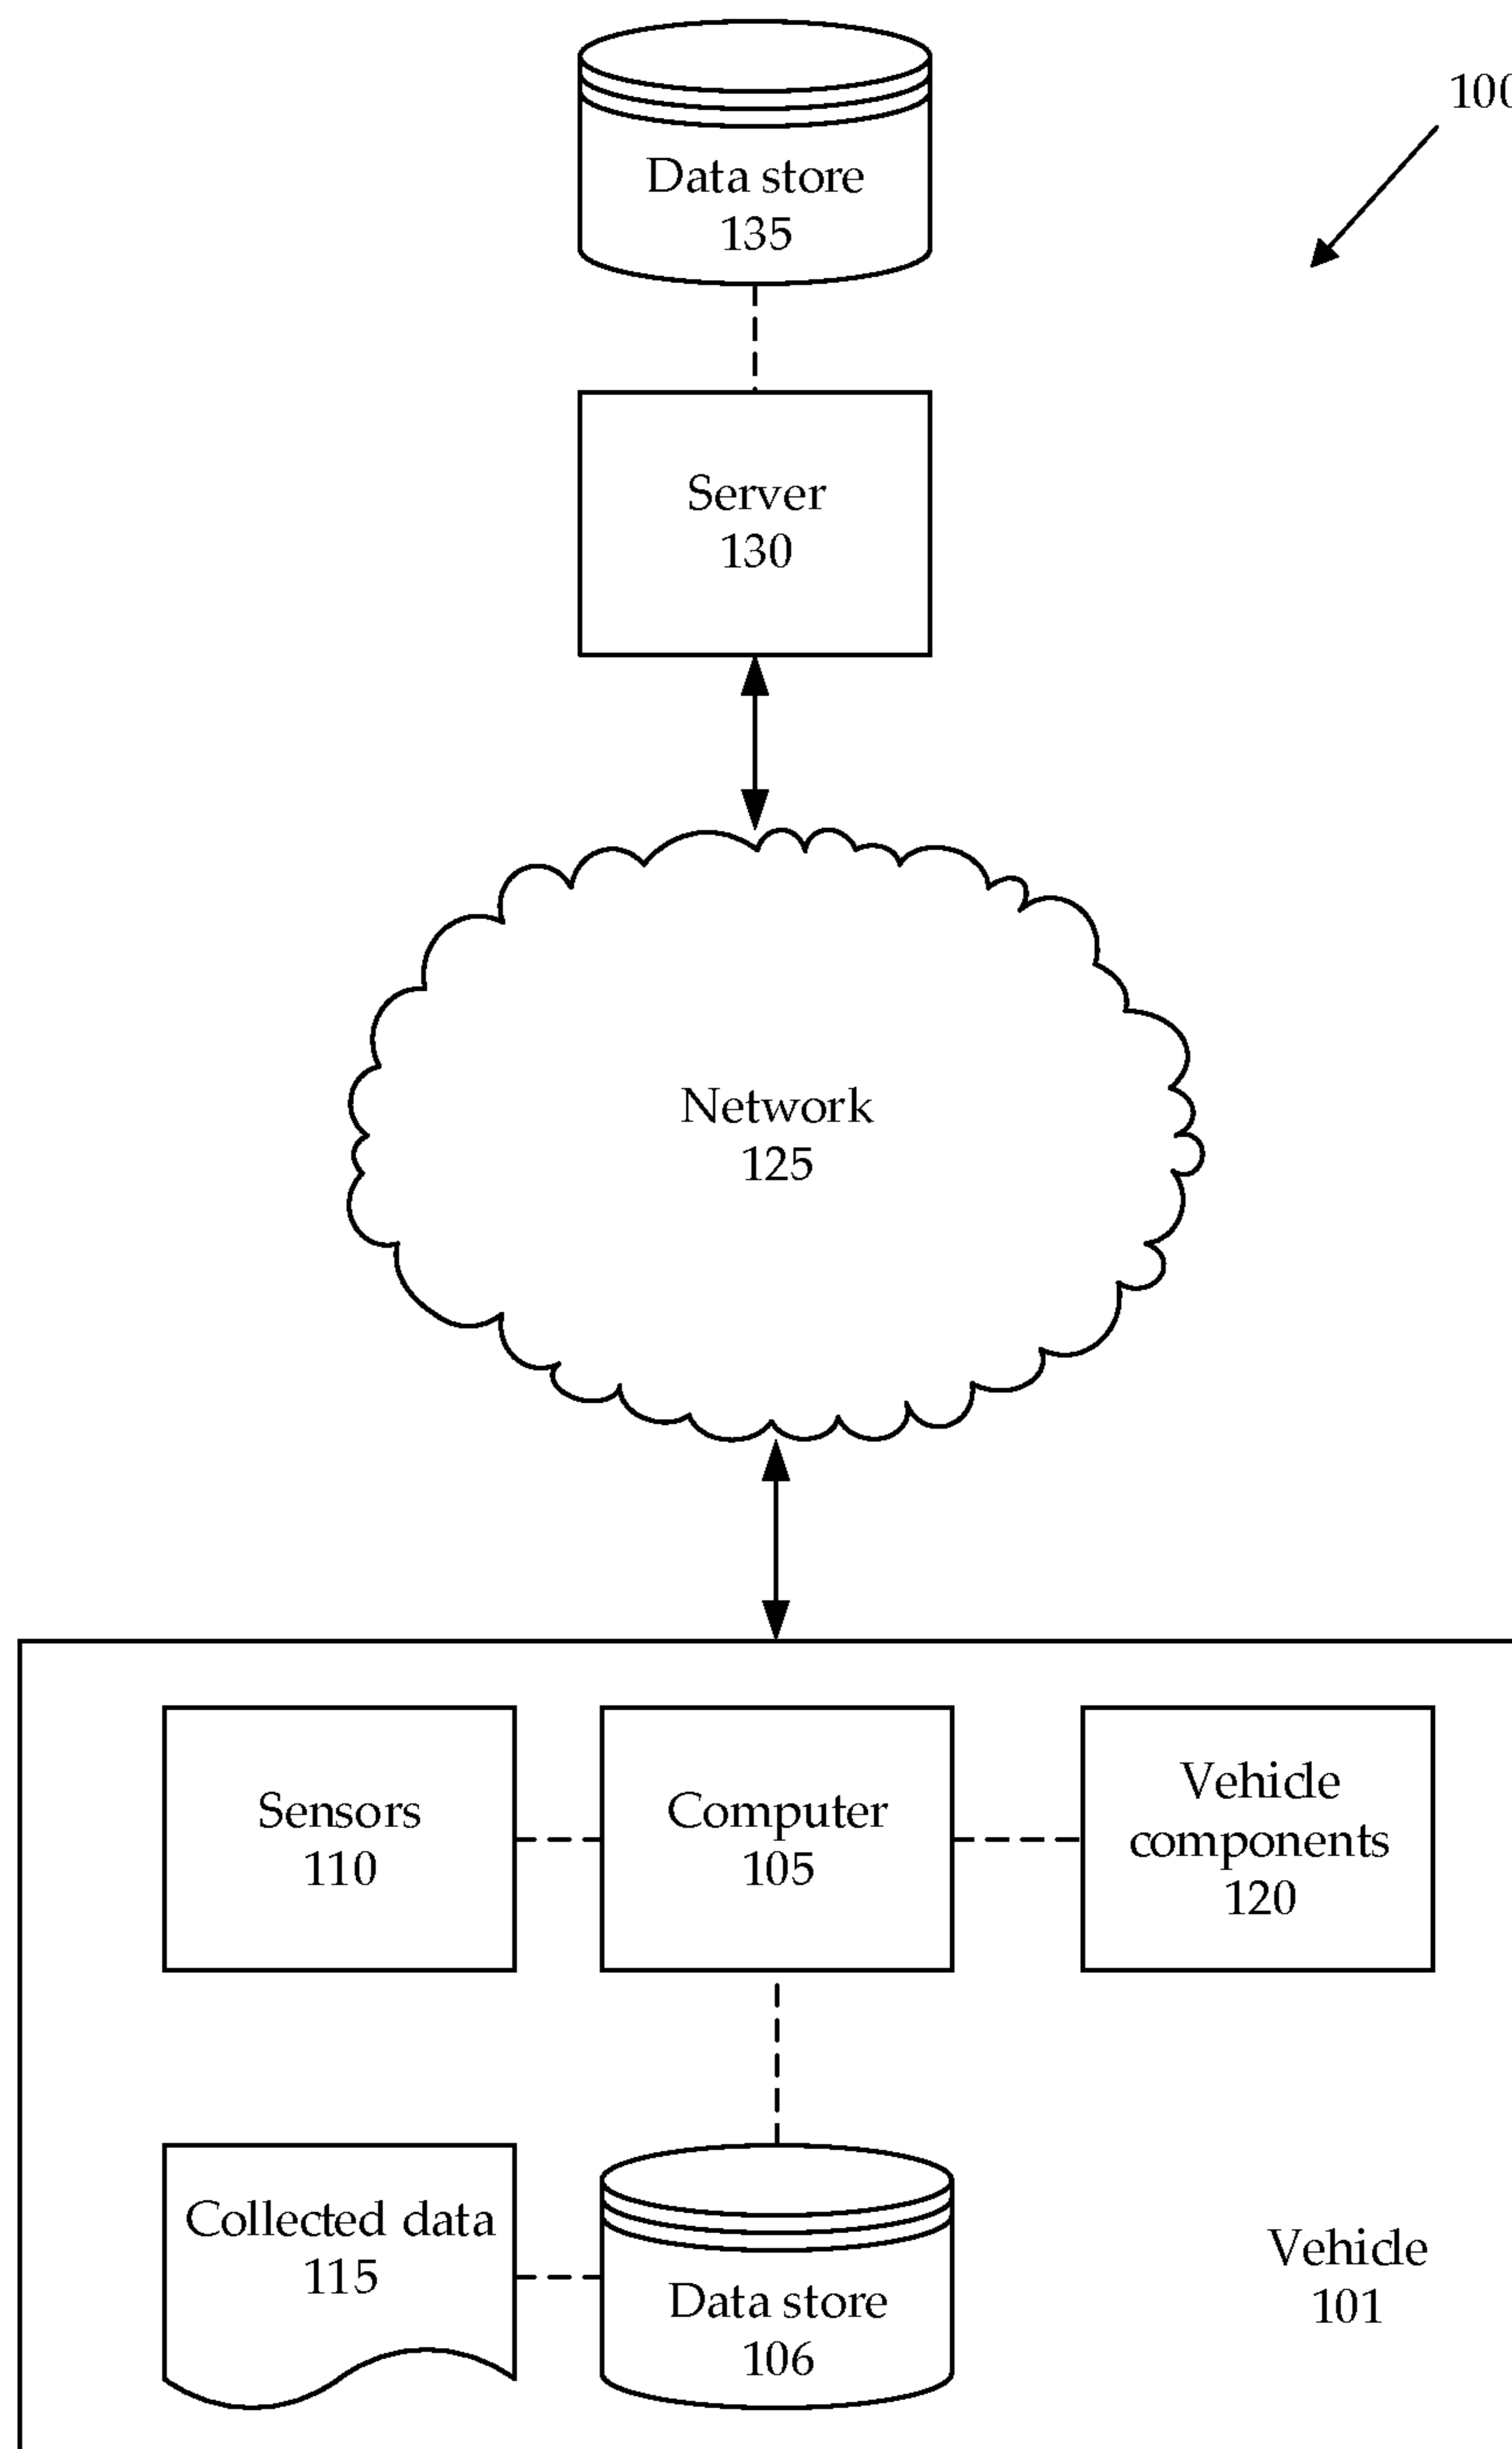 100
Data store
135
Server
130
Network
125
Sensors
110
Computer
105
Vehicle
components
120
Collected data
115
Data store
106
Vehicle
101